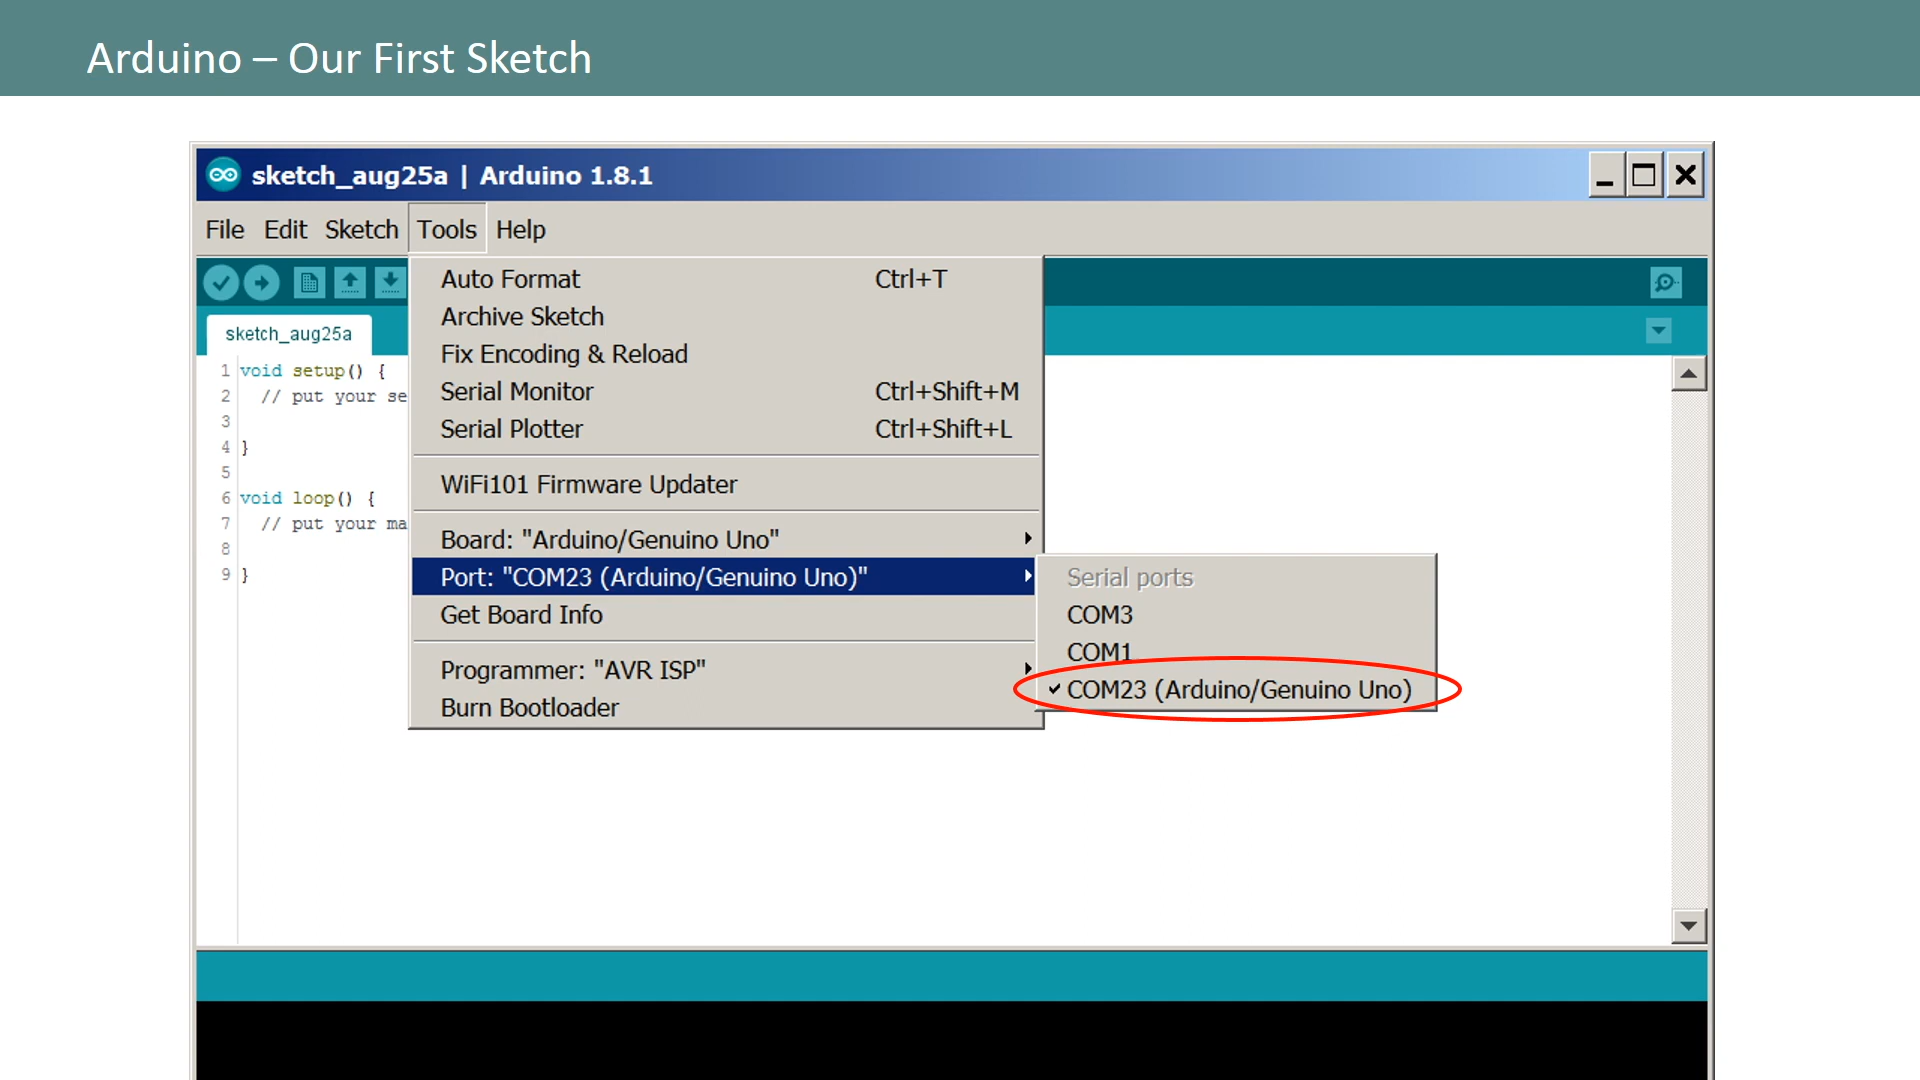 Arduino – Our First Sketch
sketch_aug25a | Arduino 1.8.1
File Edit Sketch Tools Help
Auto Format Ctrl+T
Archive Sketch
Fix Encoding & Reload
Serial Monitor Ctrl+Shift+M
Serial Plotter Ctrl+Shift+L
WiFi101 Firmware Updater
Board: "Arduino/Genuino Uno"
Port: "COM23 (Arduino/Genuino Uno)"
Get Board Info
Programmer: "AVR ISP"
Burn Bootloader
Serial ports
COM3
COM1
COM23 (Arduino/Genuino Uno)
sketch_aug25a
1 void setup() {
2 // put your se
3
4 }
5
6 void loop() {
7 // put your ma
8
9 }